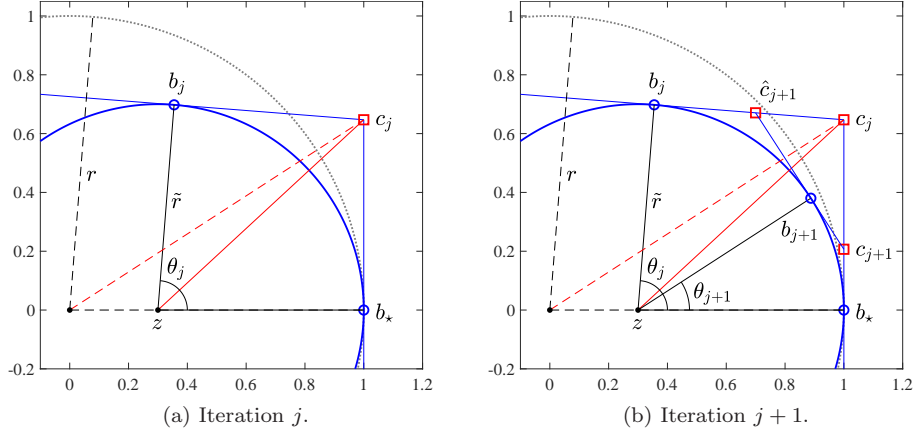 1
0.8
0.6
0.4
0.2
0
-0.2
0 0.2 0.4 0.6 0.8 1 1.2
b_j
c_j
r
r̃
θ_j
z
b_⋆
(a) Iteration j.
1
0.8
0.6
0.4
0.2
0
-0.2
0 0.2 0.4 0.6 0.8 1 1.2
b_j
ĉ_{j+1}
c_j
r
r̃
b_{j+1}
c_{j+1}
θ_j
θ_{j+1}
z
b_⋆
(b) Iteration j + 1.